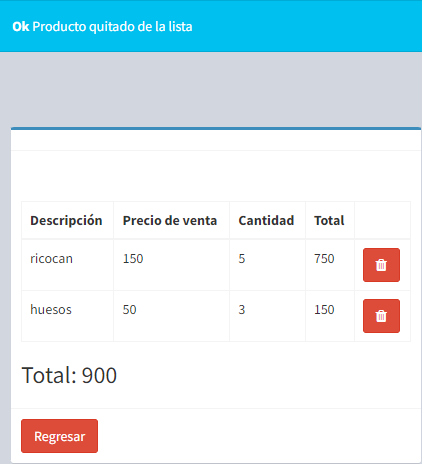 Ok Producto quitado de la lista
Descripción Precio de venta Cantidad Total
ricocan 150 5 750
huesos 50 3 150
Total: 900
Regresar